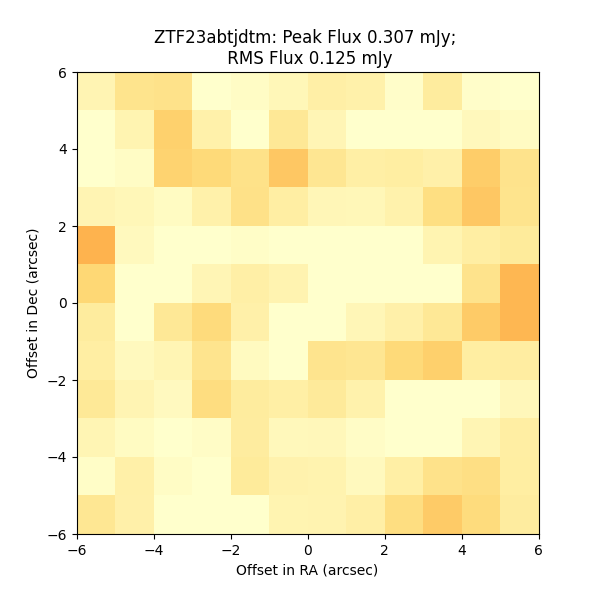 ZTF23abtjdtm: Peak Flux 0.307 mJy;
RMS Flux 0.125 mJy
6
4
2
0
−2
−4
−6
Offset in Dec (arcsec)
−6 −4 −2 0 2 4 6
Offset in RA (arcsec)